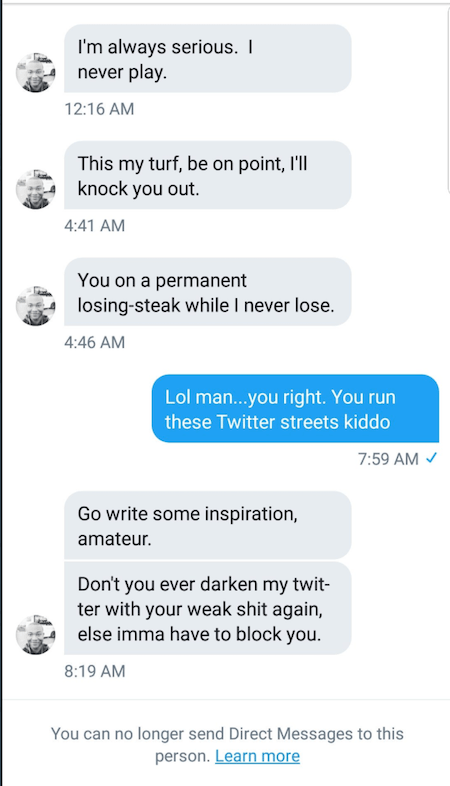 I'm always serious.  I
never play.
12:16 AM
This my turf, be on point, I'll
knock you out.
4:41 AM
You on a permanent
losing-steak while I never lose.
4:46 AM
Lol man...you right. You run
these Twitter streets kiddo
7:59 AM ✓
Go write some inspiration,
amateur.
Don't you ever darken my twit-
ter with your weak shit again,
else imma have to block you.
8:19 AM
You can no longer send Direct Messages to this
person. Learn more